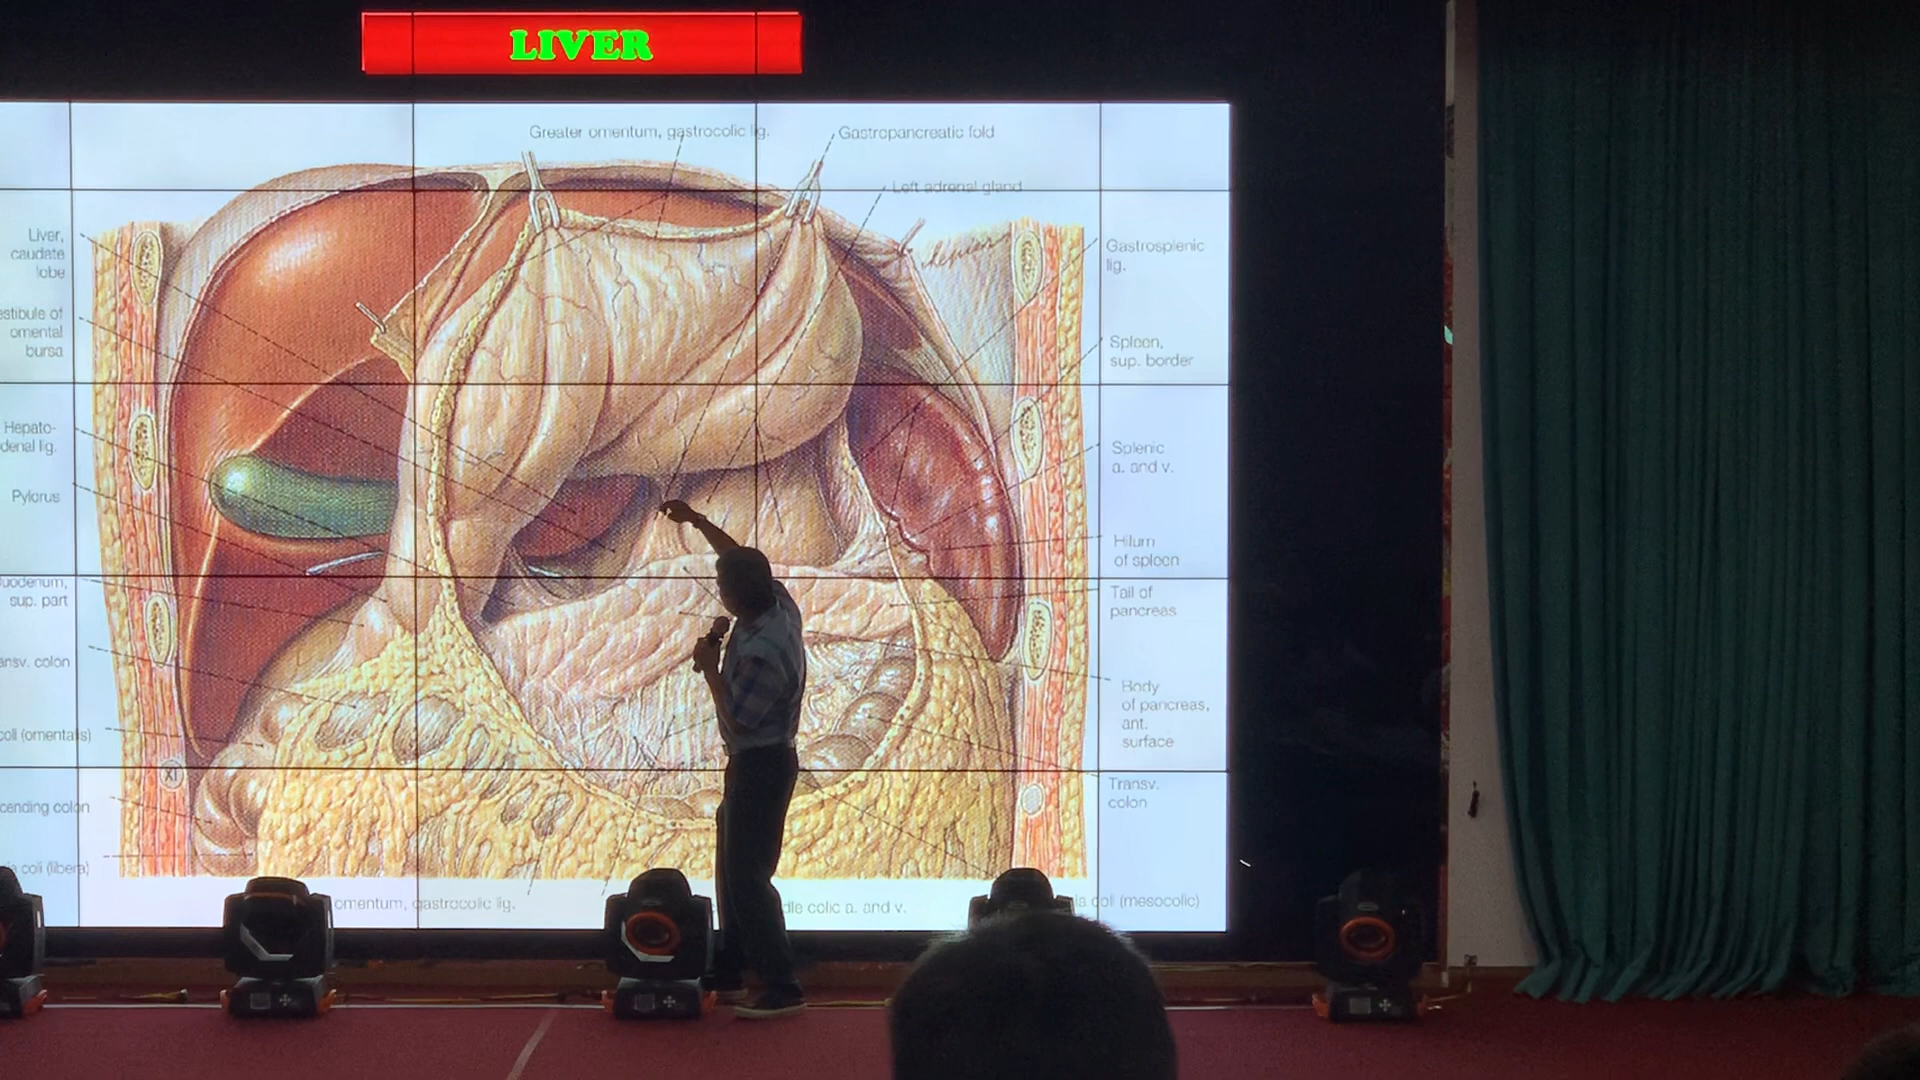 LIVER
Greater omentum, gastrocolic lig.
Gastropancreatic fold
Left adrenal gland
Liver,
caudate
lobe
estibule of
omental
bursa
Hepato-
denal lig.
Pylorus
uodenum,
sup. part
ansv. colon
coli (omentalis)
XI
cending colon
coli (libera)
Gastrosplenic
lig.
Spleen,
sup. border
Splenic
a. and v.
Hilum
of spleen
Tail of
pancreas
Body
of pancreas,
ant.
surface
Transv.
colon
omentum, gastrocolic lig.
dle colic a. and v.
coli (mesocolic)